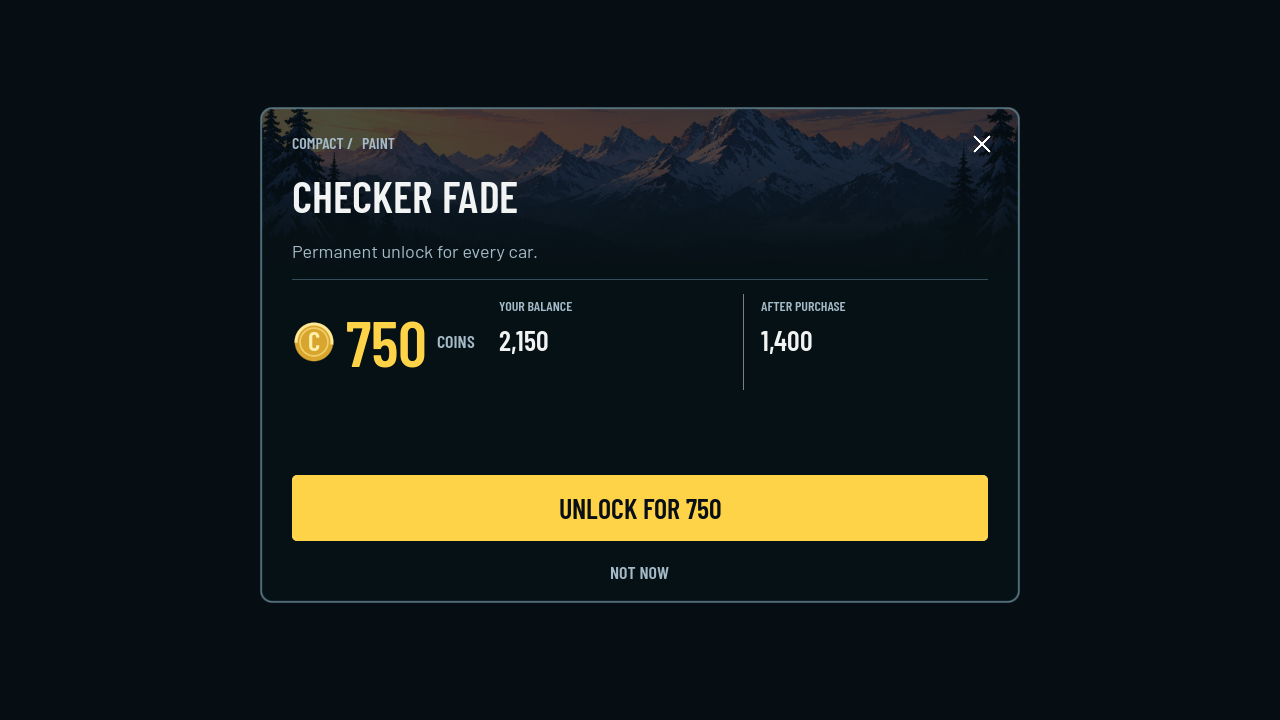 COMPACT / PAINT
CHECKER FADE
Permanent unlock for every car.
C 750 COINS
YOUR BALANCE
2,150
AFTER PURCHASE
1,400
UNLOCK FOR 750
NOT NOW